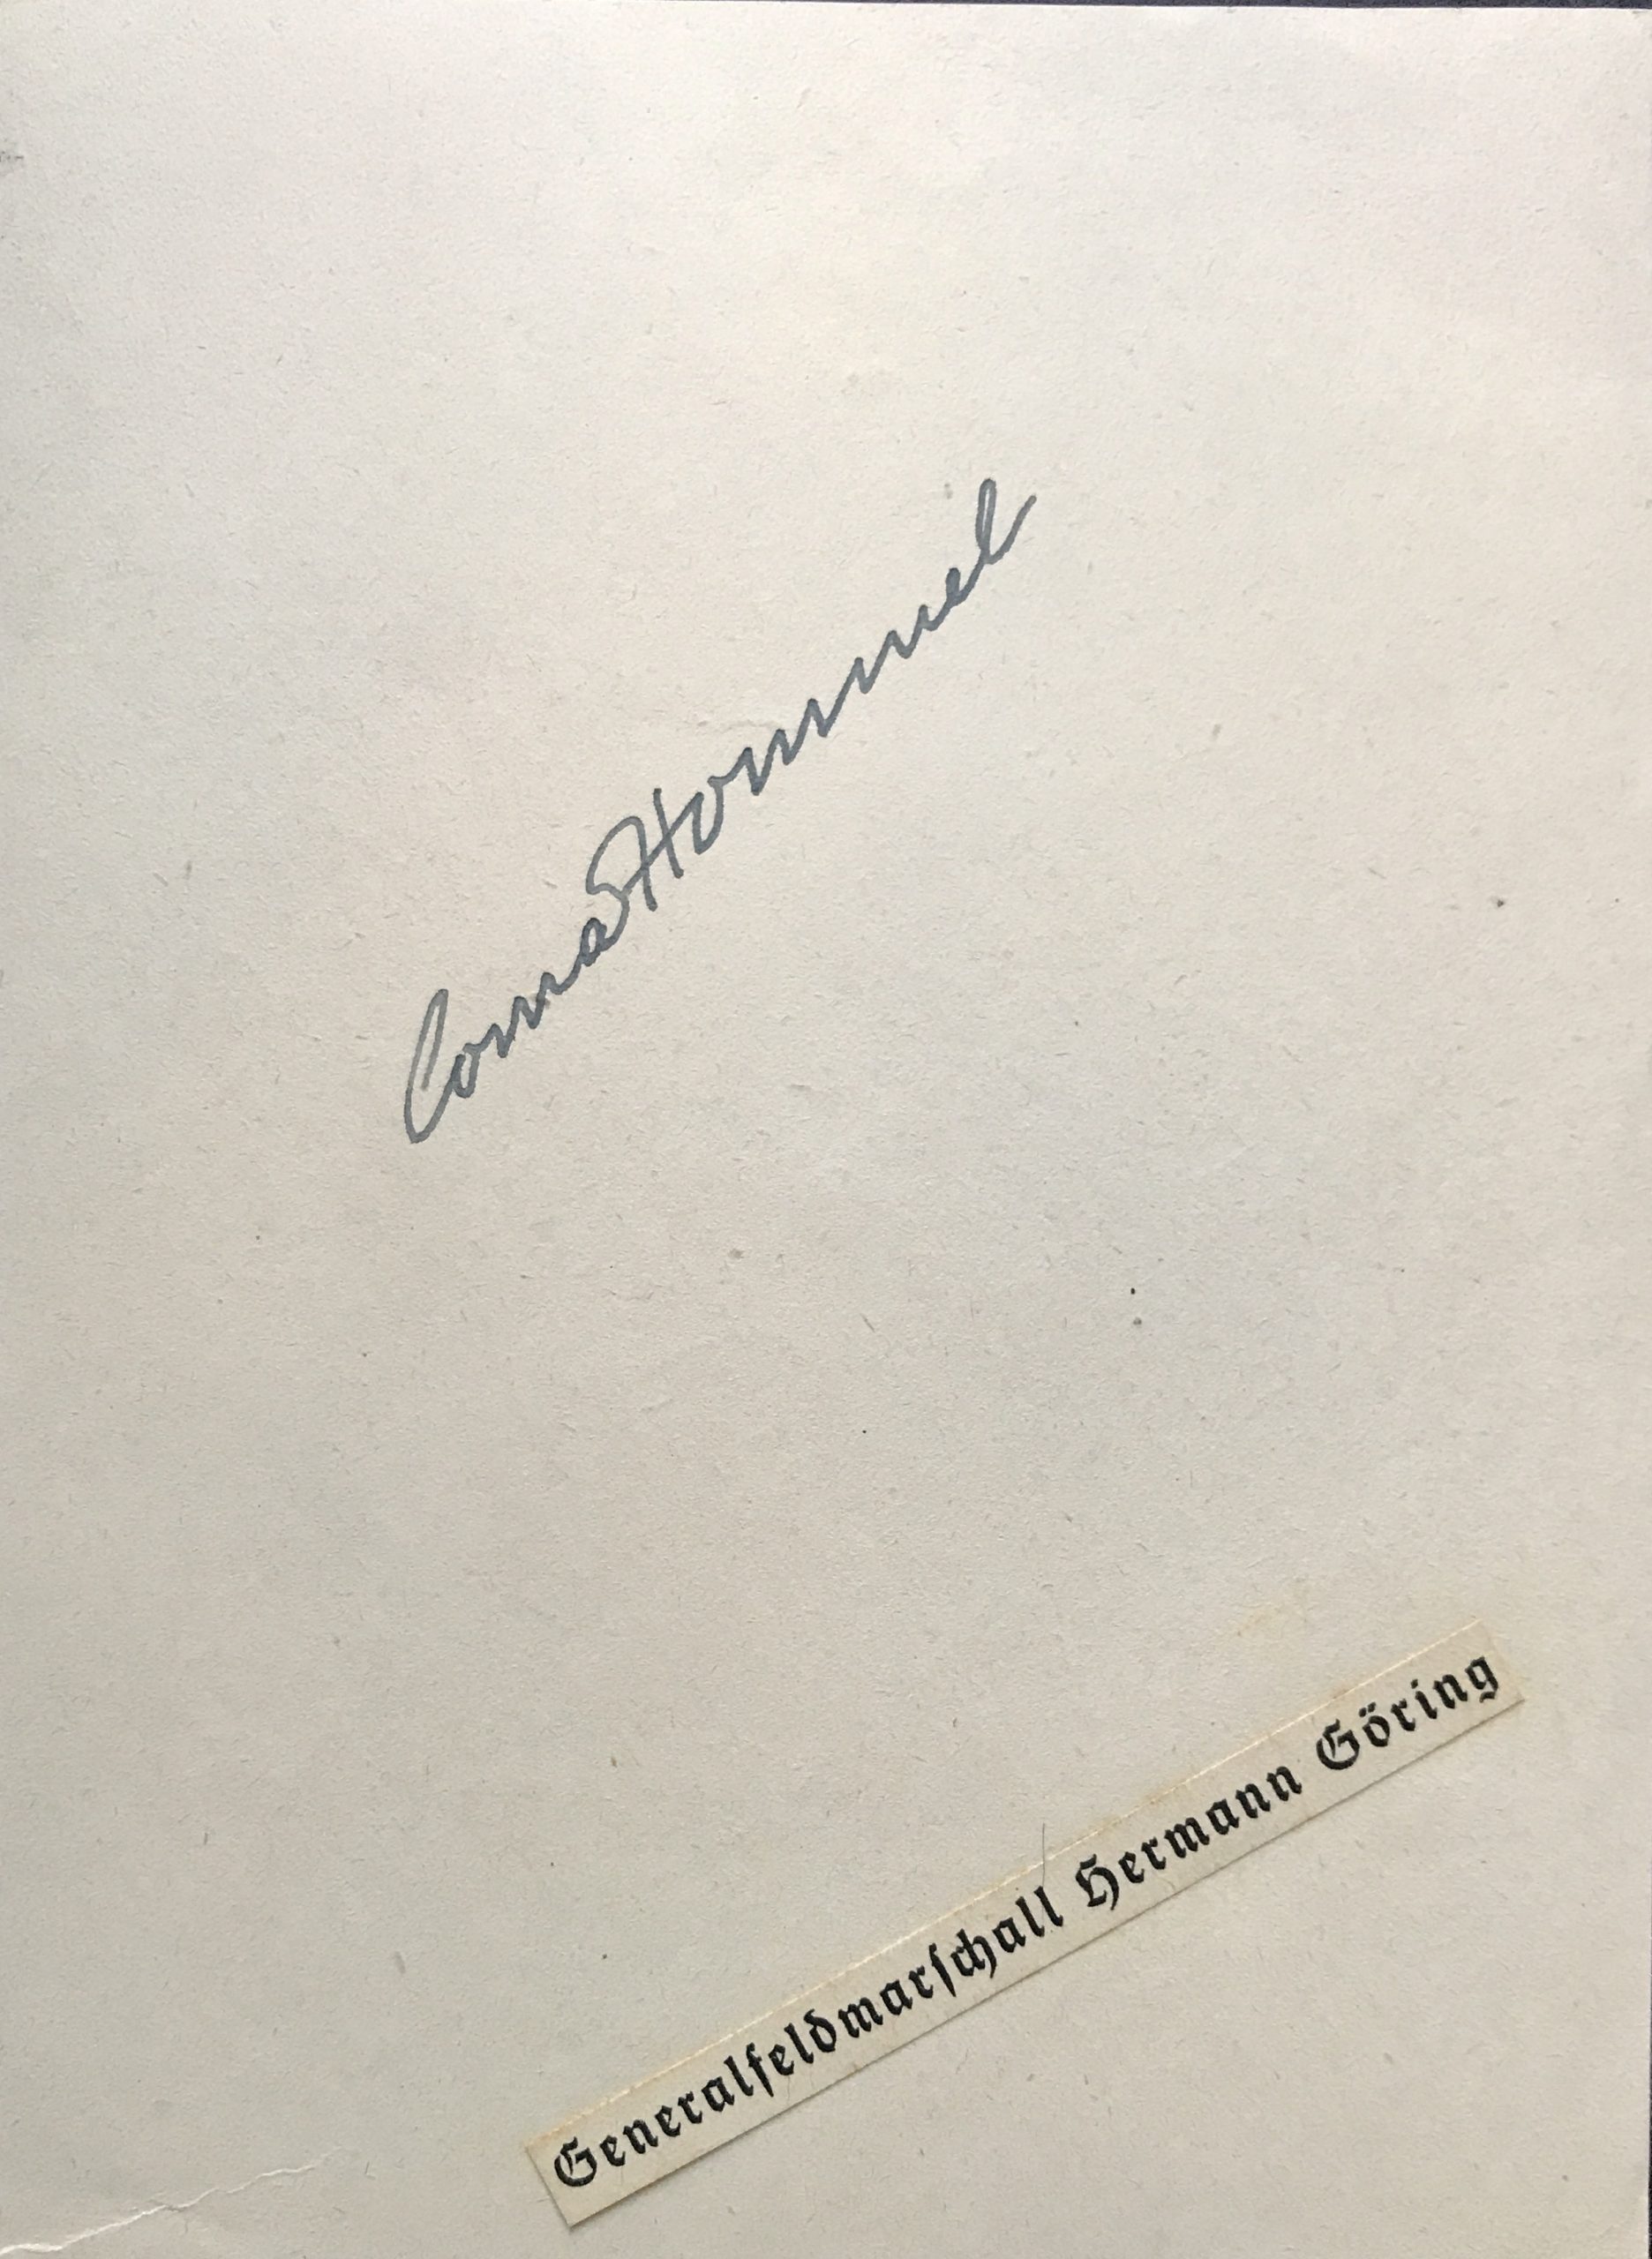 Conrad Hommel
Generalfeldmarſchall Hermann Göring